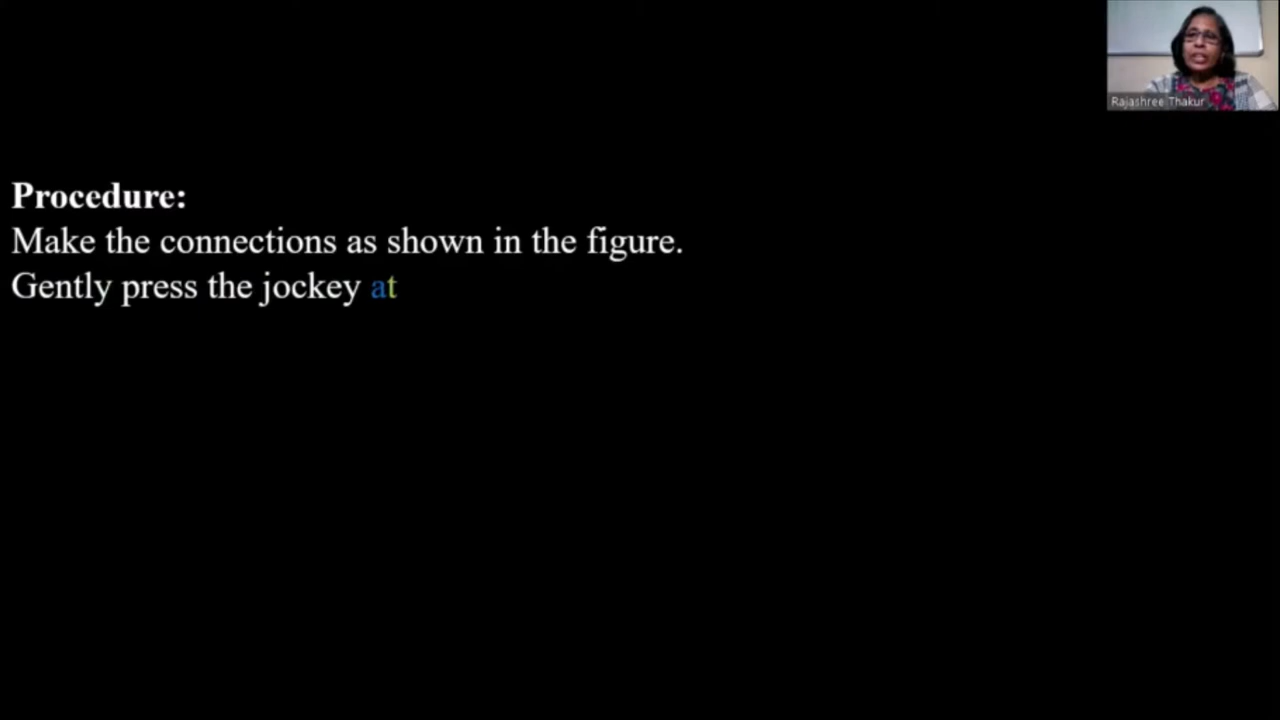 Rajashree Thakur
Procedure:
Make the connections as shown in the figure.
Gently press the jockey at